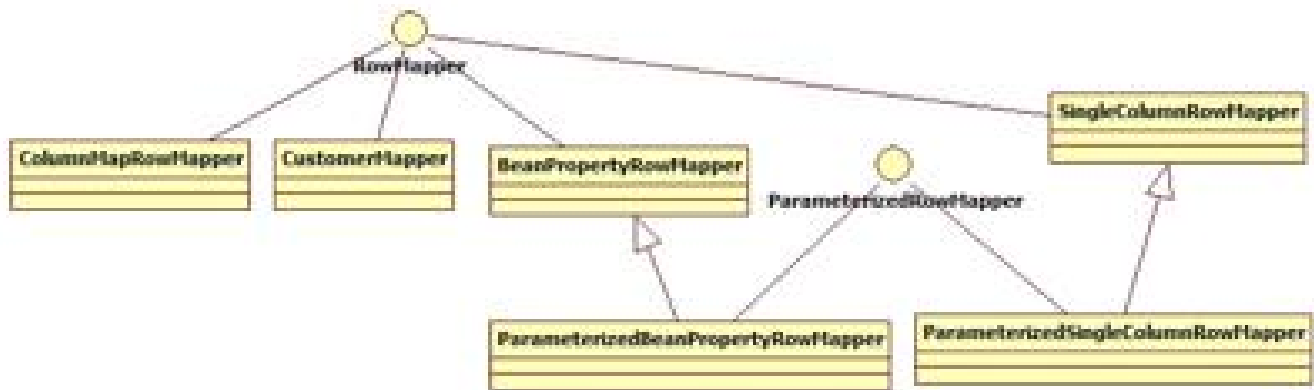 RowMapper
SingleColumnRowMapper
ColumnMapRowMapper
CustomerMapper
BeanPropertyRowMapper
ParameterizedRowMapper
ParameterizedBeanPropertyRowMapper
ParameterizedSingleColumnRowMapper